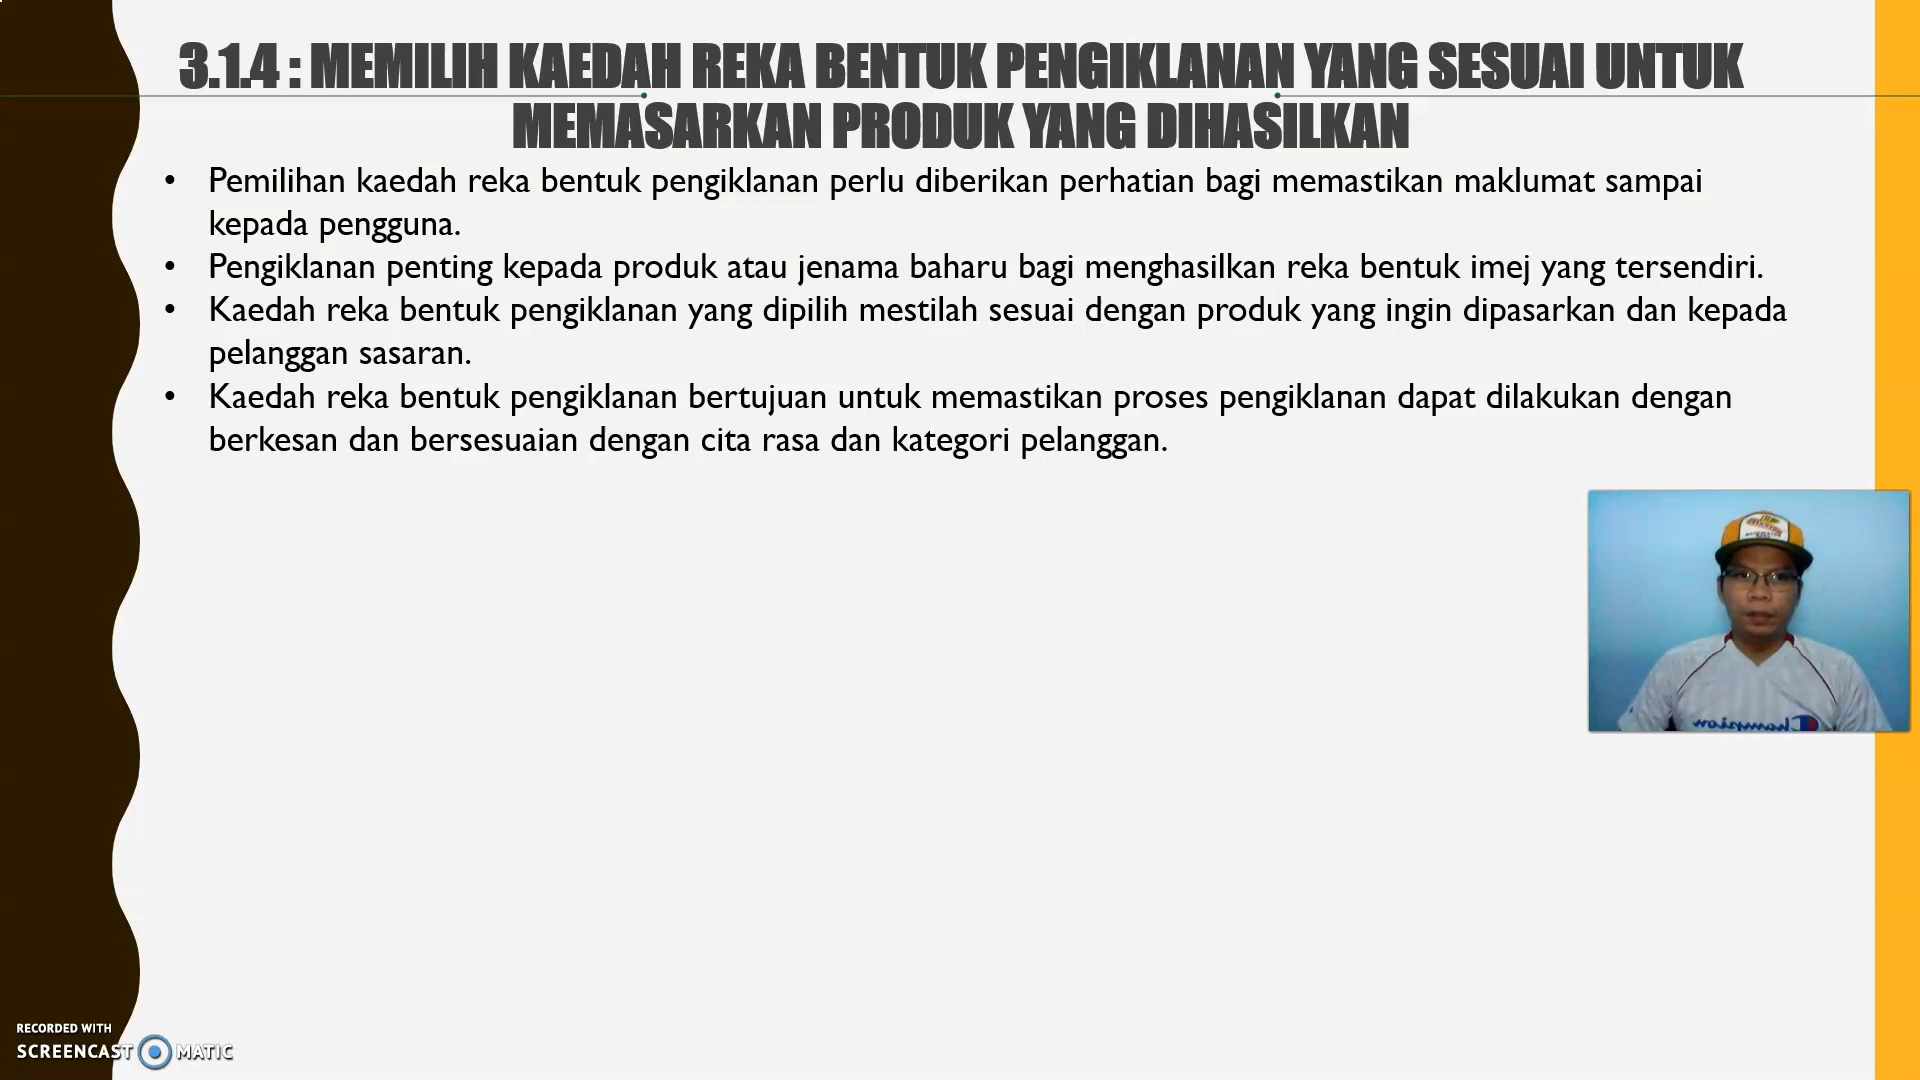 3.1.4 : MEMILIH KAEDAH REKA BENTUK PENGIKLANAN YANG SESUAI UNTUK
MEMASARKAN PRODUK YANG DIHASILKAN
• Pemilihan kaedah reka bentuk pengiklanan perlu diberikan perhatian bagi memastikan maklumat sampai
kepada pengguna.
• Pengiklanan penting kepada produk atau jenama baharu bagi menghasilkan reka bentuk imej yang tersendiri.
• Kaedah reka bentuk pengiklanan yang dipilih mestilah sesuai dengan produk yang ingin dipasarkan dan kepada
pelanggan sasaran.
• Kaedah reka bentuk pengiklanan bertujuan untuk memastikan proses pengiklanan dapat dilakukan dengan
berkesan dan bersesuaian dengan cita rasa dan kategori pelanggan.
Champion
RECORDED WITH
SCREENCAST MATIC